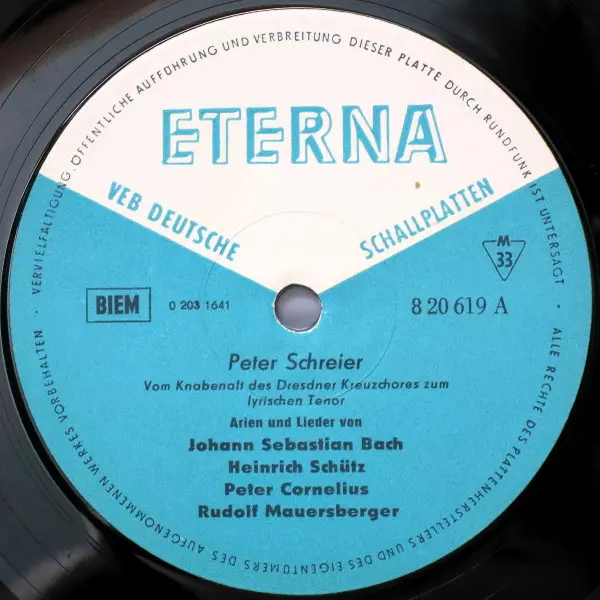 ETERNA
VEB DEUTSCHE
SCHALLPLATTEN
BIEM
0 203 1641
M
33
8 20 619 A
Peter Schreier
Vom Knabenalt des Dresdner Kreuzchores zum
lyrischen Tenor
Arien und Lieder von
Johann Sebastian Bach
Heinrich Schütz
Peter Cornelius
Rudolf Mauersberger
ALLE RECHTE DES PLATTENHERSTELLERS UND DES EIGENTÜMERS DES AUFGENOMMENEN WERKES VORBEHALTEN · VERVIELFÄLTIGUNG, ÖFFENTLICHE AUFFÜHRUNG UND VERBREITUNG DIESER PLATTE DURCH RUNDFUNK IST UNTERSAGT ·